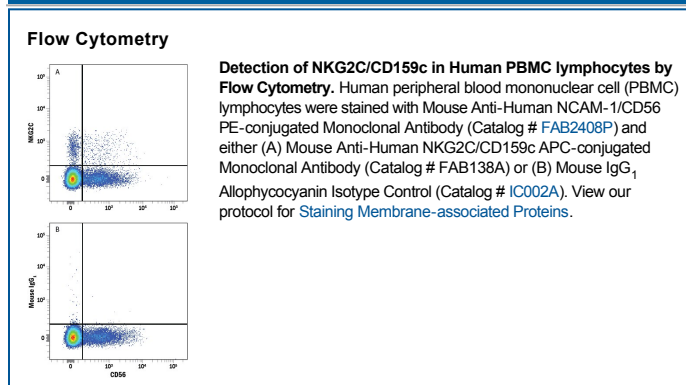 Flow Cytometry
Detection of NKG2C/CD159c in Human PBMC lymphocytes by
Flow Cytometry. Human peripheral blood mononuclear cell (PBMC)
lymphocytes were stained with Mouse Anti-Human NCAM-1/CD56
PE-conjugated Monoclonal Antibody (Catalog # FAB2408P) and
either (A) Mouse Anti-Human NKG2C/CD159c APC-conjugated
Monoclonal Antibody (Catalog # FAB138A) or (B) Mouse IgG1
Allophycocyanin Isotype Control (Catalog # IC002A). View our
protocol for Staining Membrane-associated Proteins.
A
NKG2C
0
B
Mouse IgG1
0
CD56